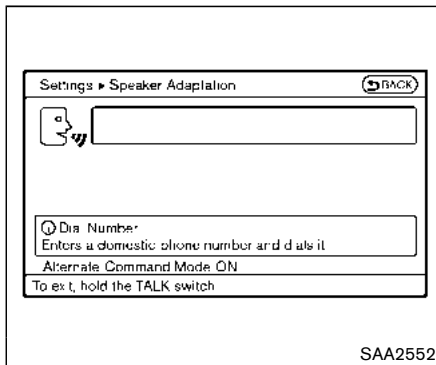 Settings ▸ Speaker Adaptation
BACK
Dial Number
Enters a domestic phone number and dials it
Alternate Command Mode ON
To exit, hold the TALK switch
SAA2552